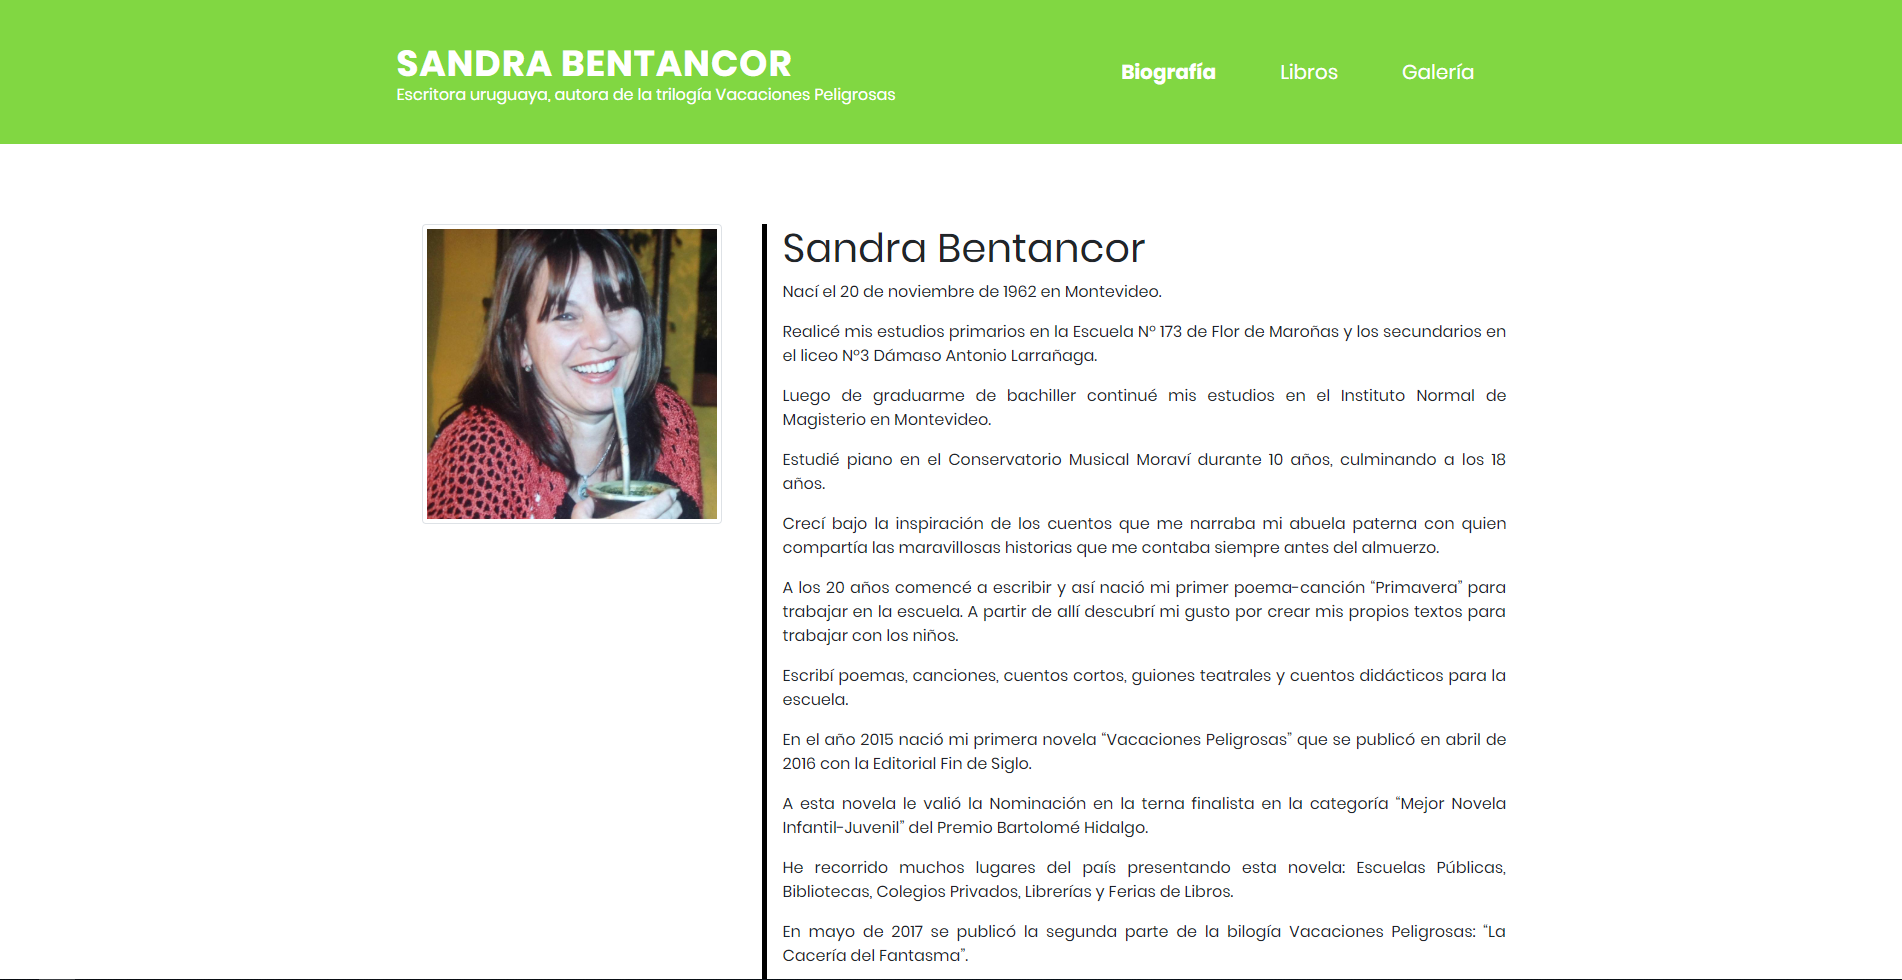 SANDRA BENTANCOR
Escritora uruguaya, autora de la trilogía Vacaciones Peligrosas
Biografía
Libros
Galería
Sandra Bentancor
Nací el 20 de noviembre de 1962 en Montevideo.
Realicé mis estudios primarios en la Escuela Nº 173 de Flor de Maroñas y los secundarios en
el liceo Nº3 Dámaso Antonio Larrañaga.
Luego de graduarme de bachiller continué mis estudios en el Instituto Normal de
Magisterio en Montevideo.
Estudié piano en el Conservatorio Musical Moraví durante 10 años, culminando a los 18
años.
Crecí bajo la inspiración de los cuentos que me narraba mi abuela paterna con quien
compartía las maravillosas historias que me contaba siempre antes del almuerzo.
A los 20 años comencé a escribir y así nació mi primer poema-canción “Primavera” para
trabajar en la escuela. A partir de allí descubrí mi gusto por crear mis propios textos para
trabajar con los niños.
Escribí poemas, canciones, cuentos cortos, guiones teatrales y cuentos didácticos para la
escuela.
En el año 2015 nació mi primera novela “Vacaciones Peligrosas” que se publicó en abril de
2016 con la Editorial Fin de Siglo.
A esta novela le valió la Nominación en la terna finalista en la categoría “Mejor Novela
Infantil-Juvenil” del Premio Bartolomé Hidalgo.
He recorrido muchos lugares del país presentando esta novela: Escuelas Públicas,
Bibliotecas, Colegios Privados, Librerías y Ferias de Libros.
En mayo de 2017 se publicó la segunda parte de la bilogía Vacaciones Peligrosas: “La
Cacería del Fantasma”.